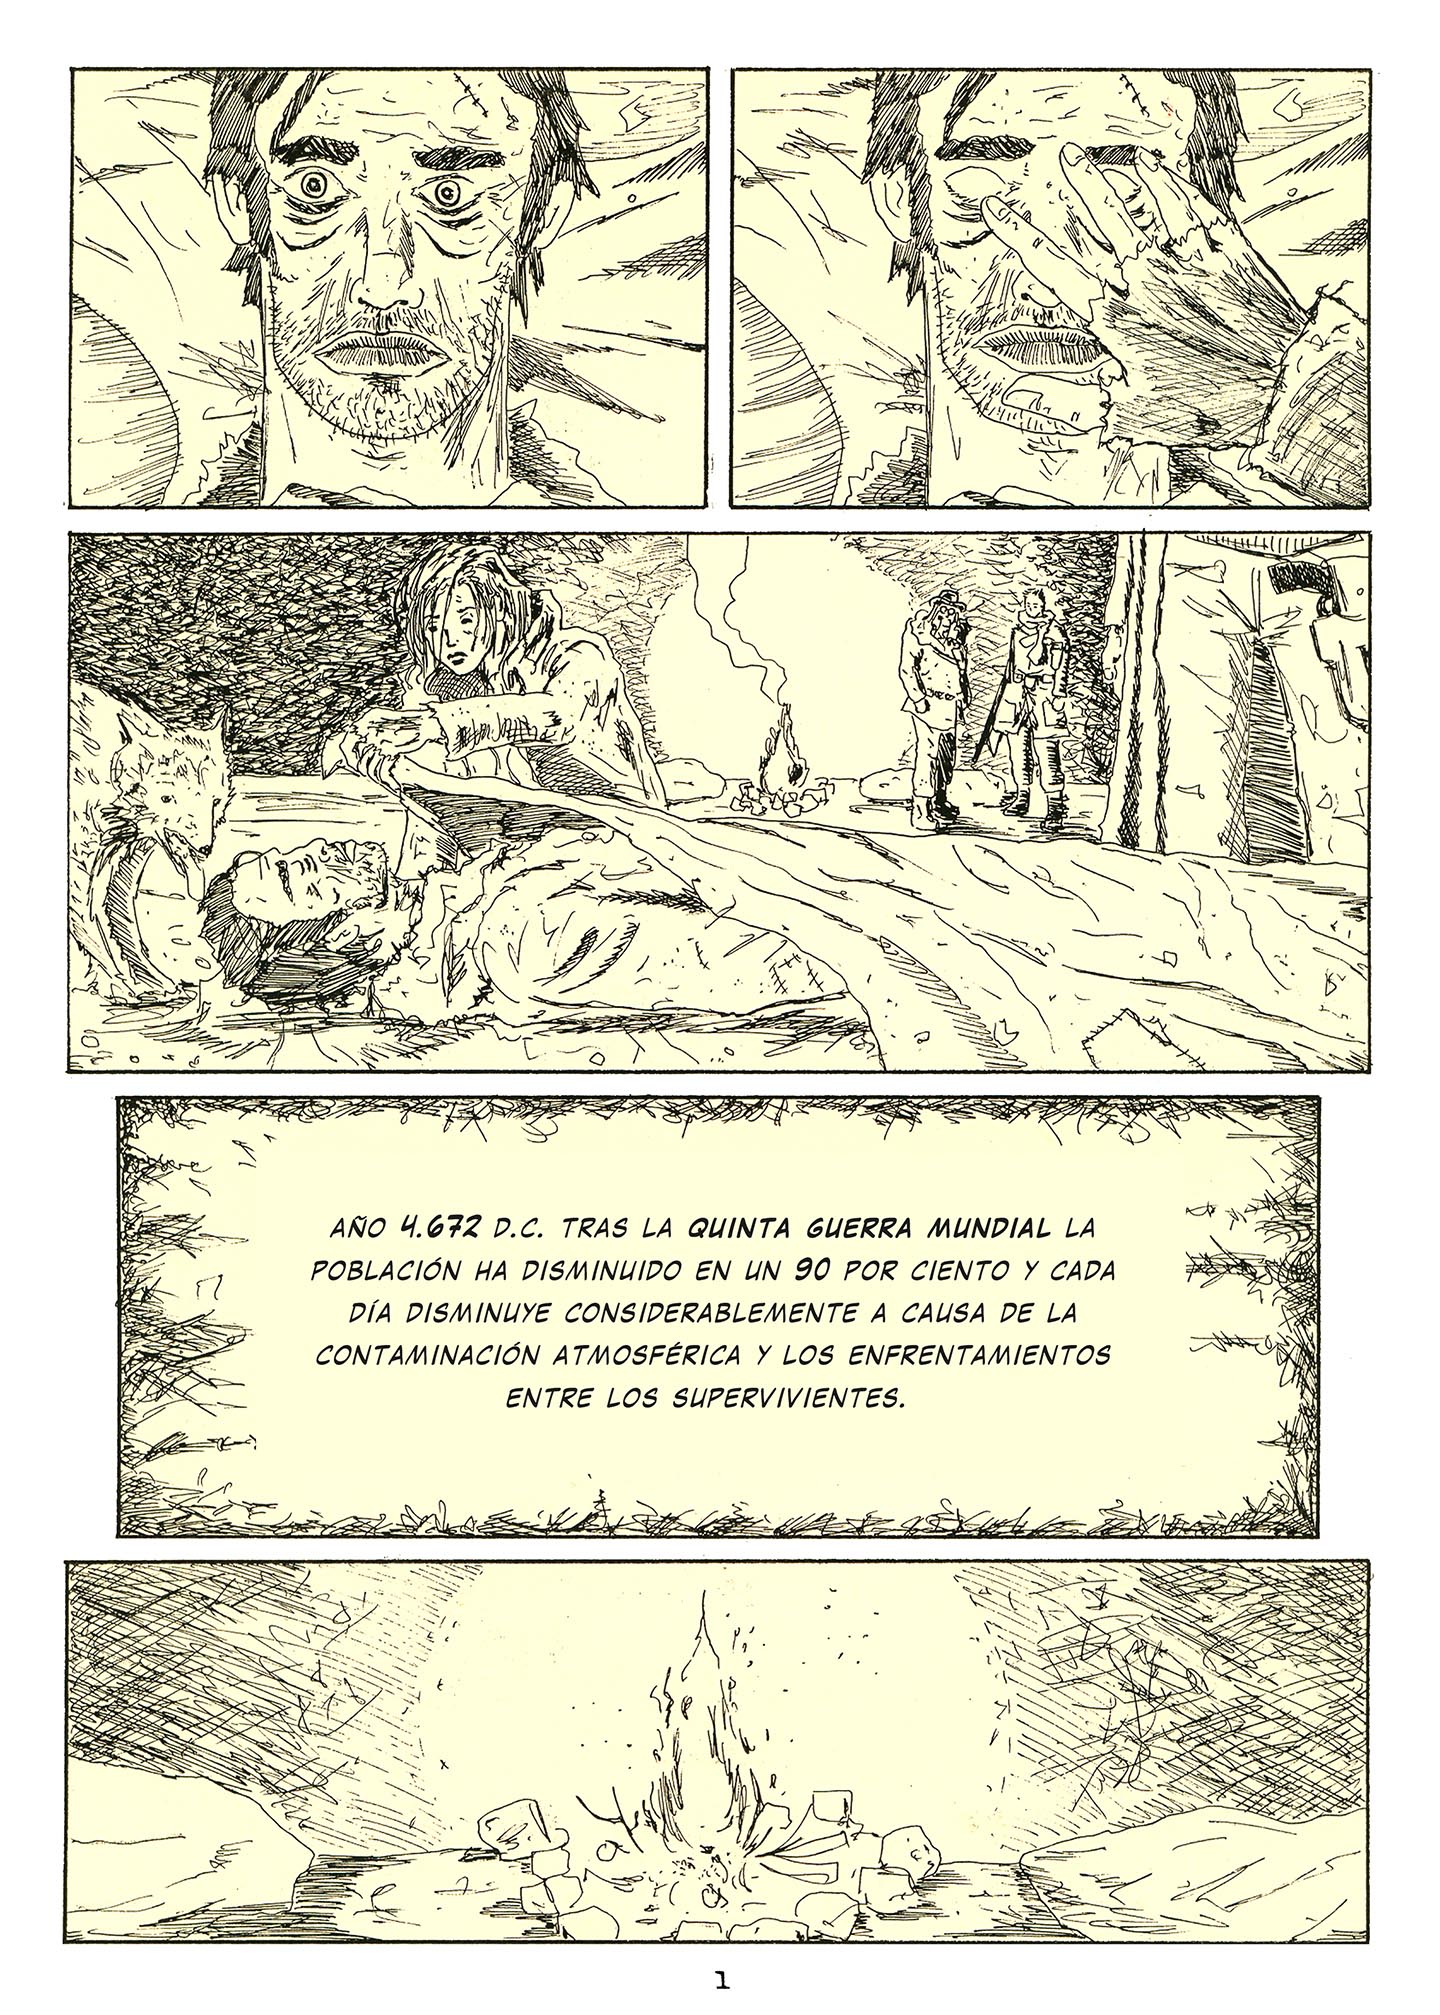 AÑO 4.672 D.C. TRAS LA QUINTA GUERRA MUNDIAL LA
POBLACIÓN HA DISMINUIDO EN UN 90 POR CIENTO Y CADA
DÍA DISMINUYE CONSIDERABLEMENTE A CAUSA DE LA
CONTAMINACIÓN ATMOSFÉRICA Y LOS ENFRENTAMIENTOS
ENTRE LOS SUPERVIVIENTES.
1